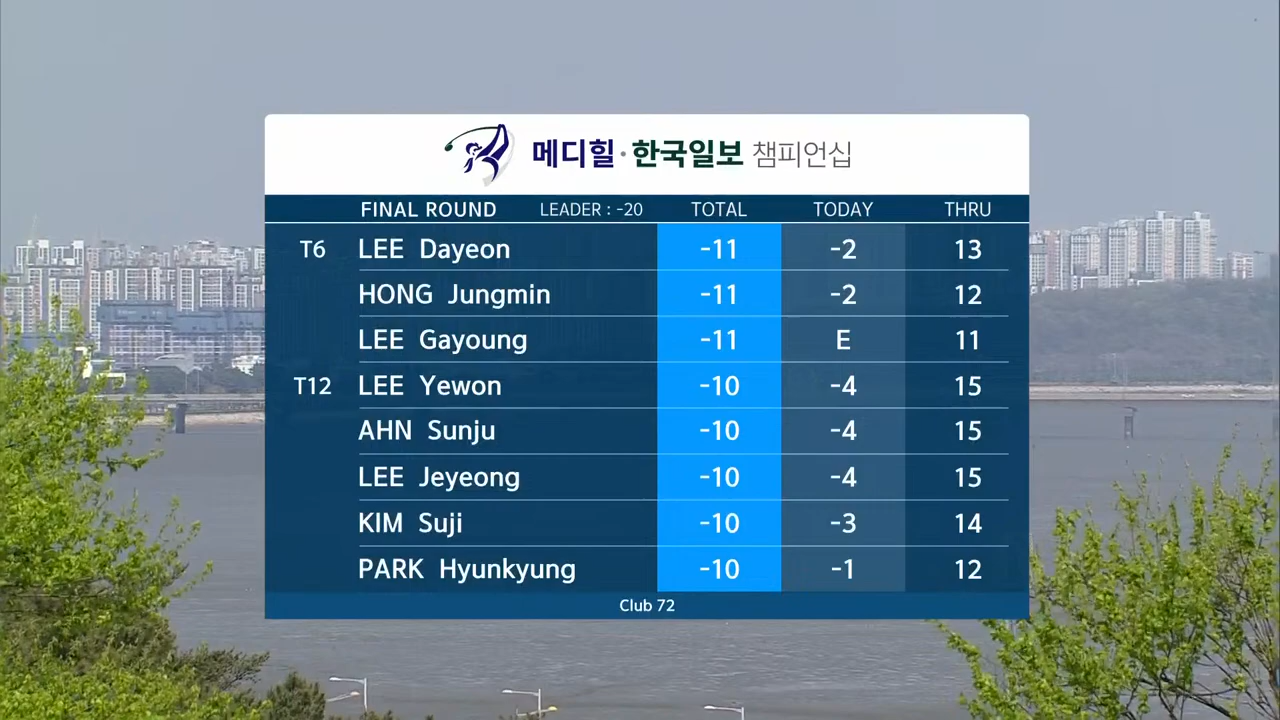 메디힐·한국일보 챔피언십
FINAL ROUND LEADER : -20 TOTAL TODAY THRU
T6 LEE Dayeon -11 -2 13
HONG Jungmin -11 -2 12
LEE Gayoung -11 E 11
T12 LEE Yewon -10 -4 15
AHN Sunju -10 -4 15
LEE Jeyeong -10 -4 15
KIM Suji -10 -3 14
PARK Hyunkyung -10 -1 12
Club 72